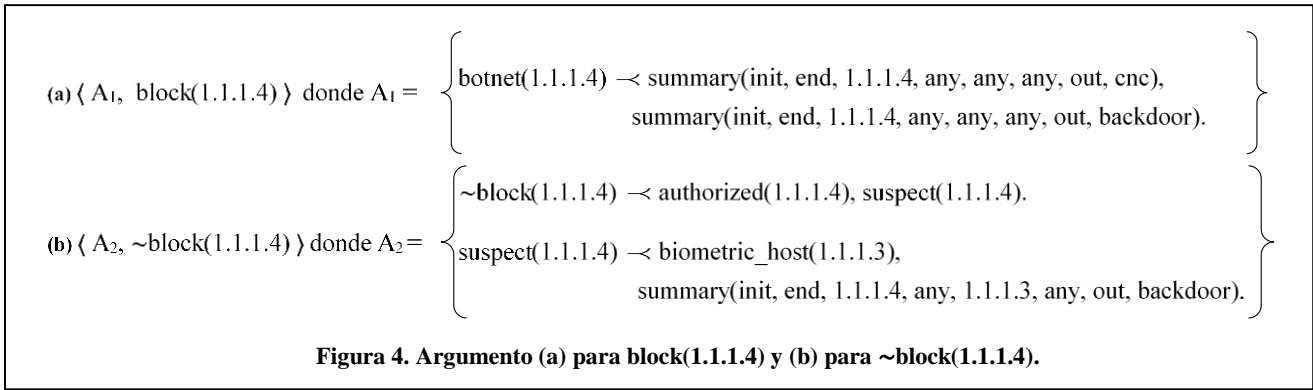 (a) ⟨ A₁, block(1.1.1.4) ⟩ donde A₁ = { botnet(1.1.1.4) ⤙ summary(init, end, 1.1.1.4, any, any, any, out, cnc),
summary(init, end, 1.1.1.4, any, any, any, out, backdoor). }
~block(1.1.1.4) ⤙ authorized(1.1.1.4), suspect(1.1.1.4).
(b) ⟨ A₂, ~block(1.1.1.4) ⟩ donde A₂ = { suspect(1.1.1.4) ⤙ biometric_host(1.1.1.3),
summary(init, end, 1.1.1.4, any, 1.1.1.3, any, out, backdoor). }
Figura 4. Argumento (a) para block(1.1.1.4) y (b) para ~block(1.1.1.4).